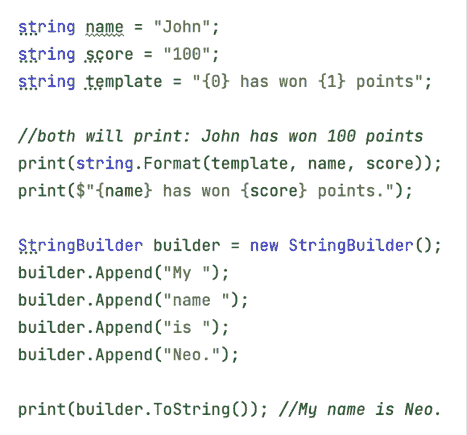 string name = "John";
string score = "100";
string template = "{0} has won {1} points";
//both will print: John has won 100 points
print(string.Format(template, name, score));
print($"{name} has won {score} points.");
StringBuilder builder = new StringBuilder();
builder.Append("My ");
builder.Append("name ");
builder.Append("is ");
builder.Append("Neo.");
print(builder.ToString()); //My name is Neo.